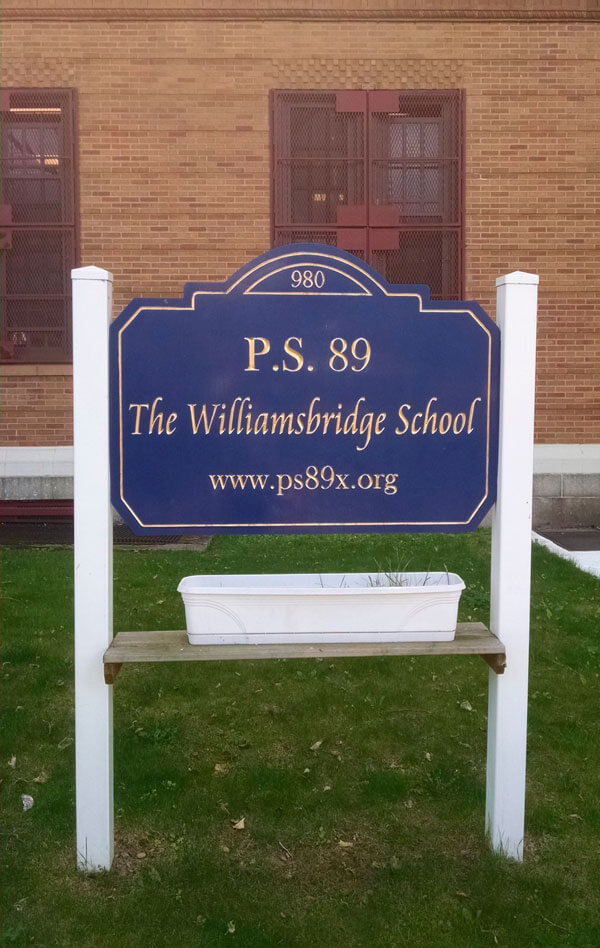 980
P.S. 89
The Williamsbridge School
www.ps89x.org